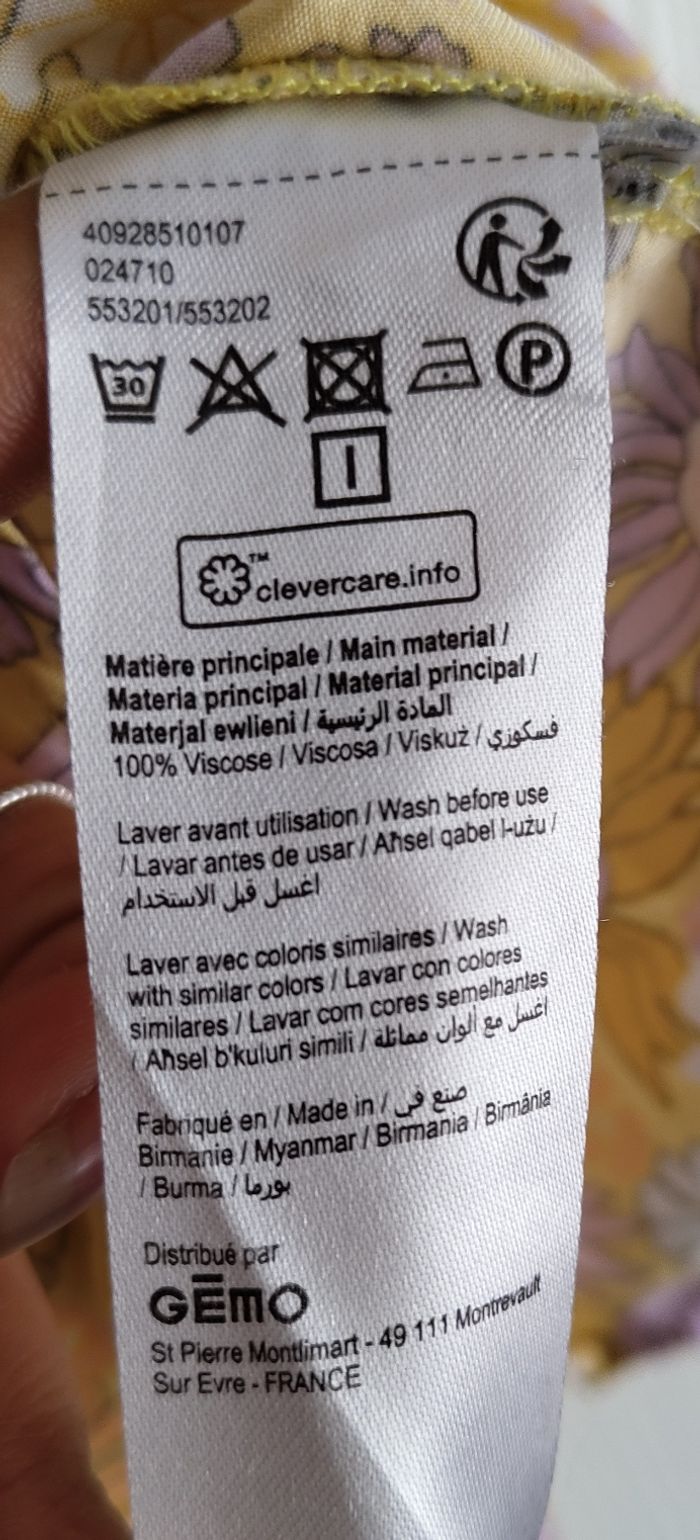 40928510107
024710
553201/553202
30
P
clevercare.info™
Matière principale / Main material /
Materia principal / Material principal /
Materjal ewlieni / المادة الرئيسية
100% Viscose / Viscosa / Viskuż / فسكوزي
Laver avant utilisation / Wash before use
/ Lavar antes de usar / Aħsel qabel l-użu /
اغسل قبل الاستخدام
Laver avec coloris similaires / Wash
with similar colors / Lavar con colores
similares / Lavar com cores semelhantes
/ Aħsel b'kuluri simili / اغسل مع ألوان مماثلة
Fabriqué en / Made in / صنع في
Birmanie / Myanmar / Birmania / Birmânia
/ Burma / بورما
Distribué par
GĒMO
St Pierre Montlimart - 49 111 Montrevault
Sur Evre - FRANCE